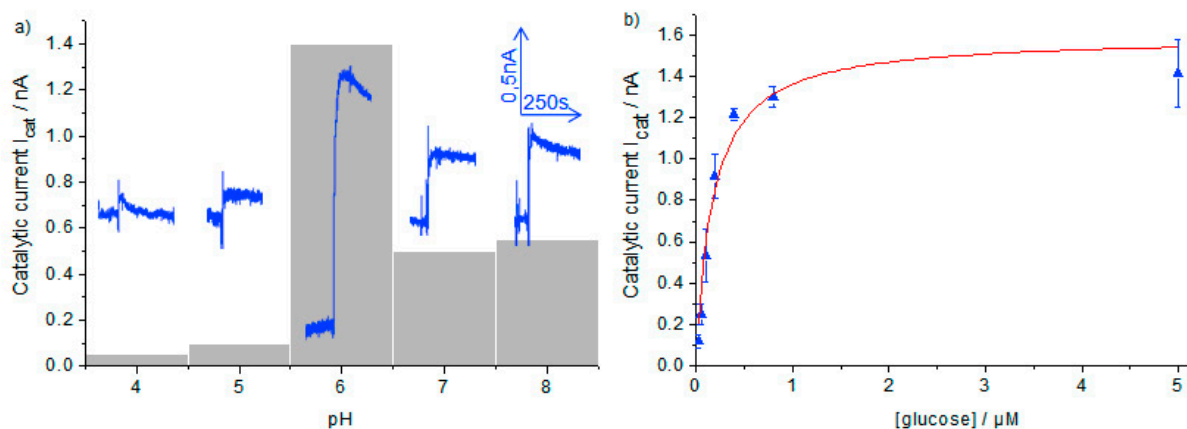 a)
Catalytic current I_cat / nA
1.4
1.2
1.0
0.8
0.6
0.4
0.2
0.0
0,5nA
250s
4 5 6 7 8
pH
b)
Catalytic current I_cat / nA
1.6
1.4
1.2
1.0
0.8
0.6
0.4
0.2
0.0
0 1 2 3 4 5
[glucose] / µM